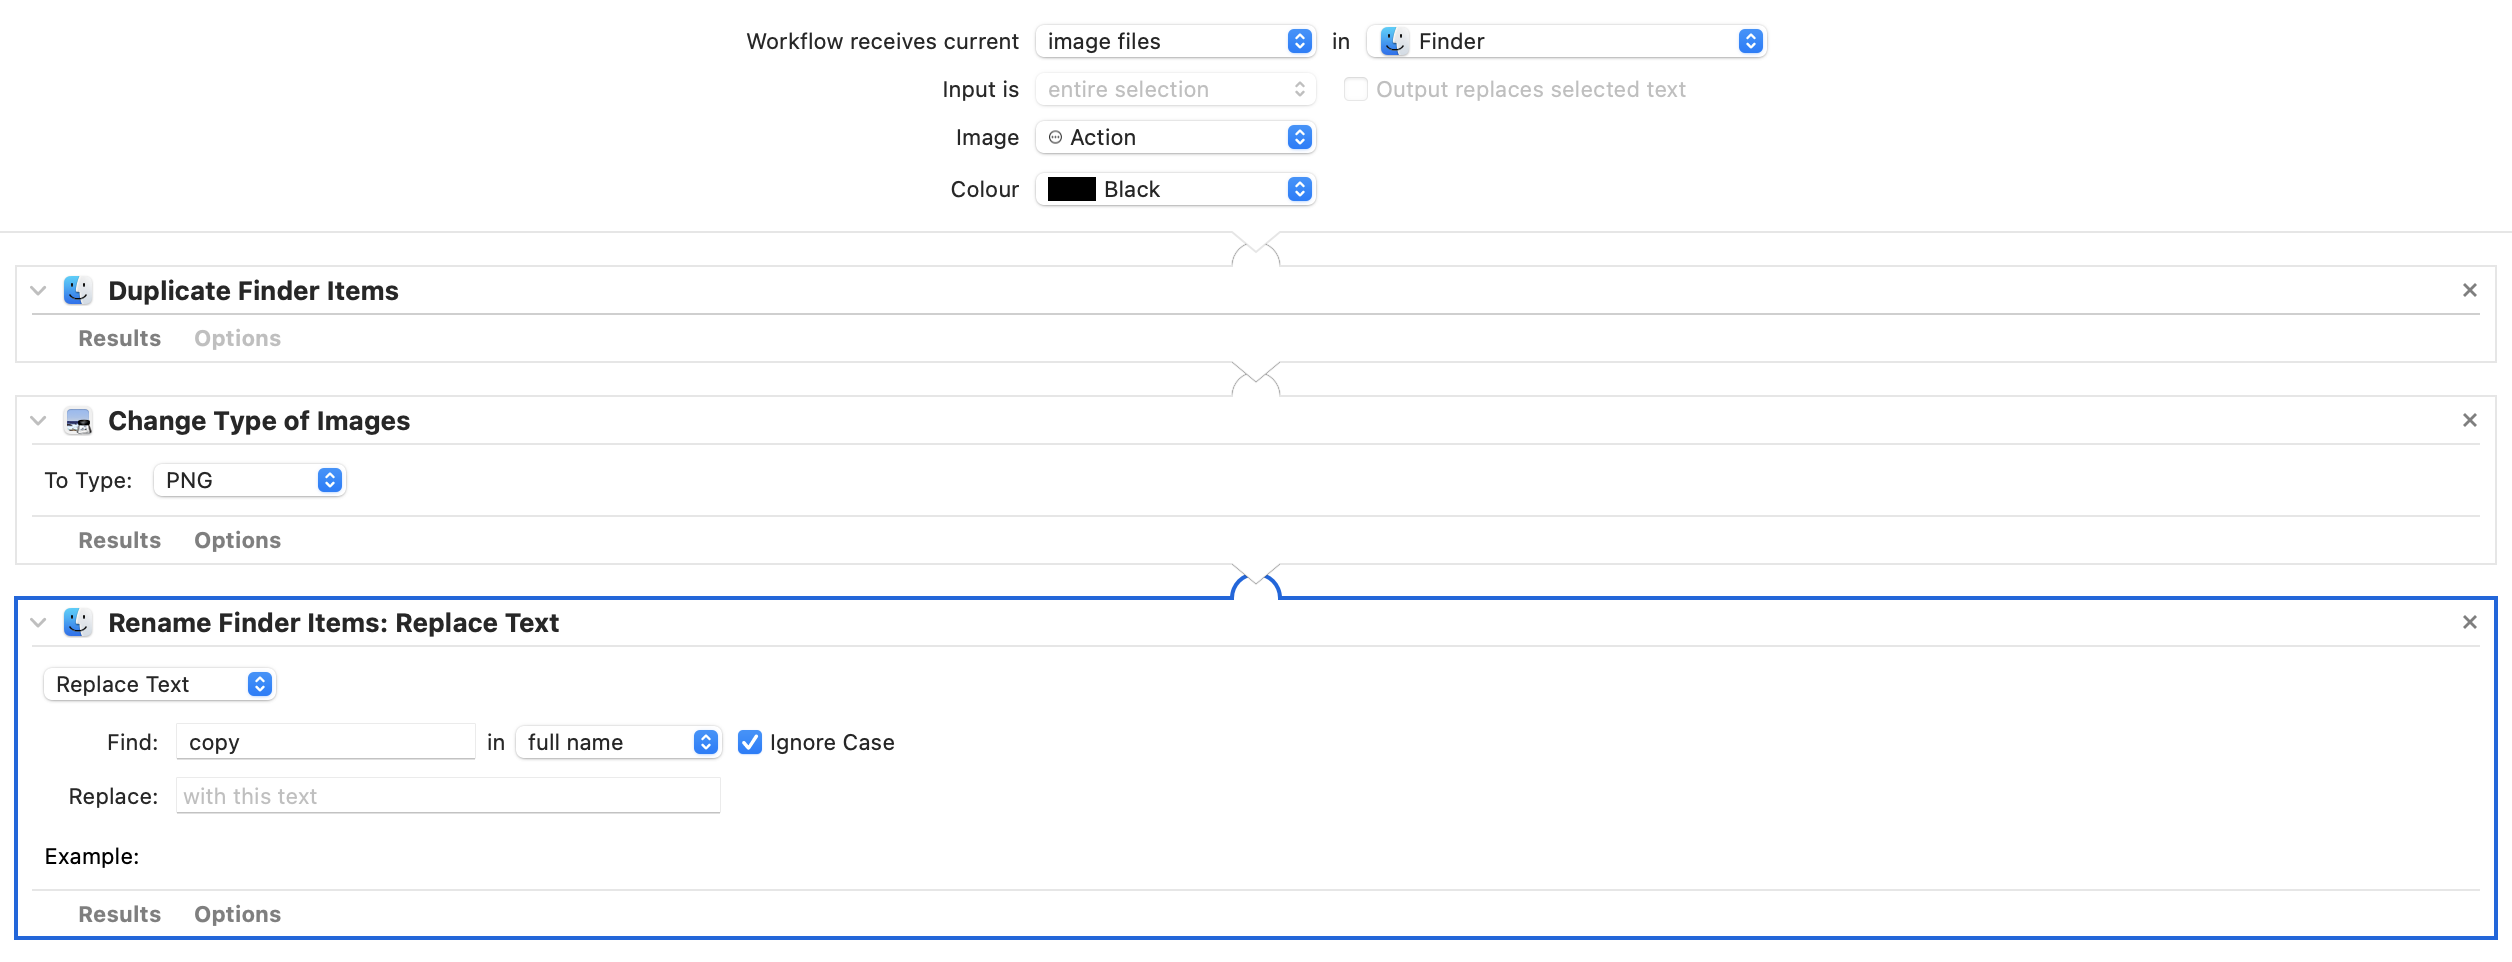 Workflow receives current image files in Finder
Input is entire selection Output replaces selected text
Image Action
Colour Black
Duplicate Finder Items
Results Options
Change Type of Images
To Type: PNG
Results Options
Rename Finder Items: Replace Text
Replace Text
Find: copy in full name Ignore Case
Replace: with this text
Example:
Results Options